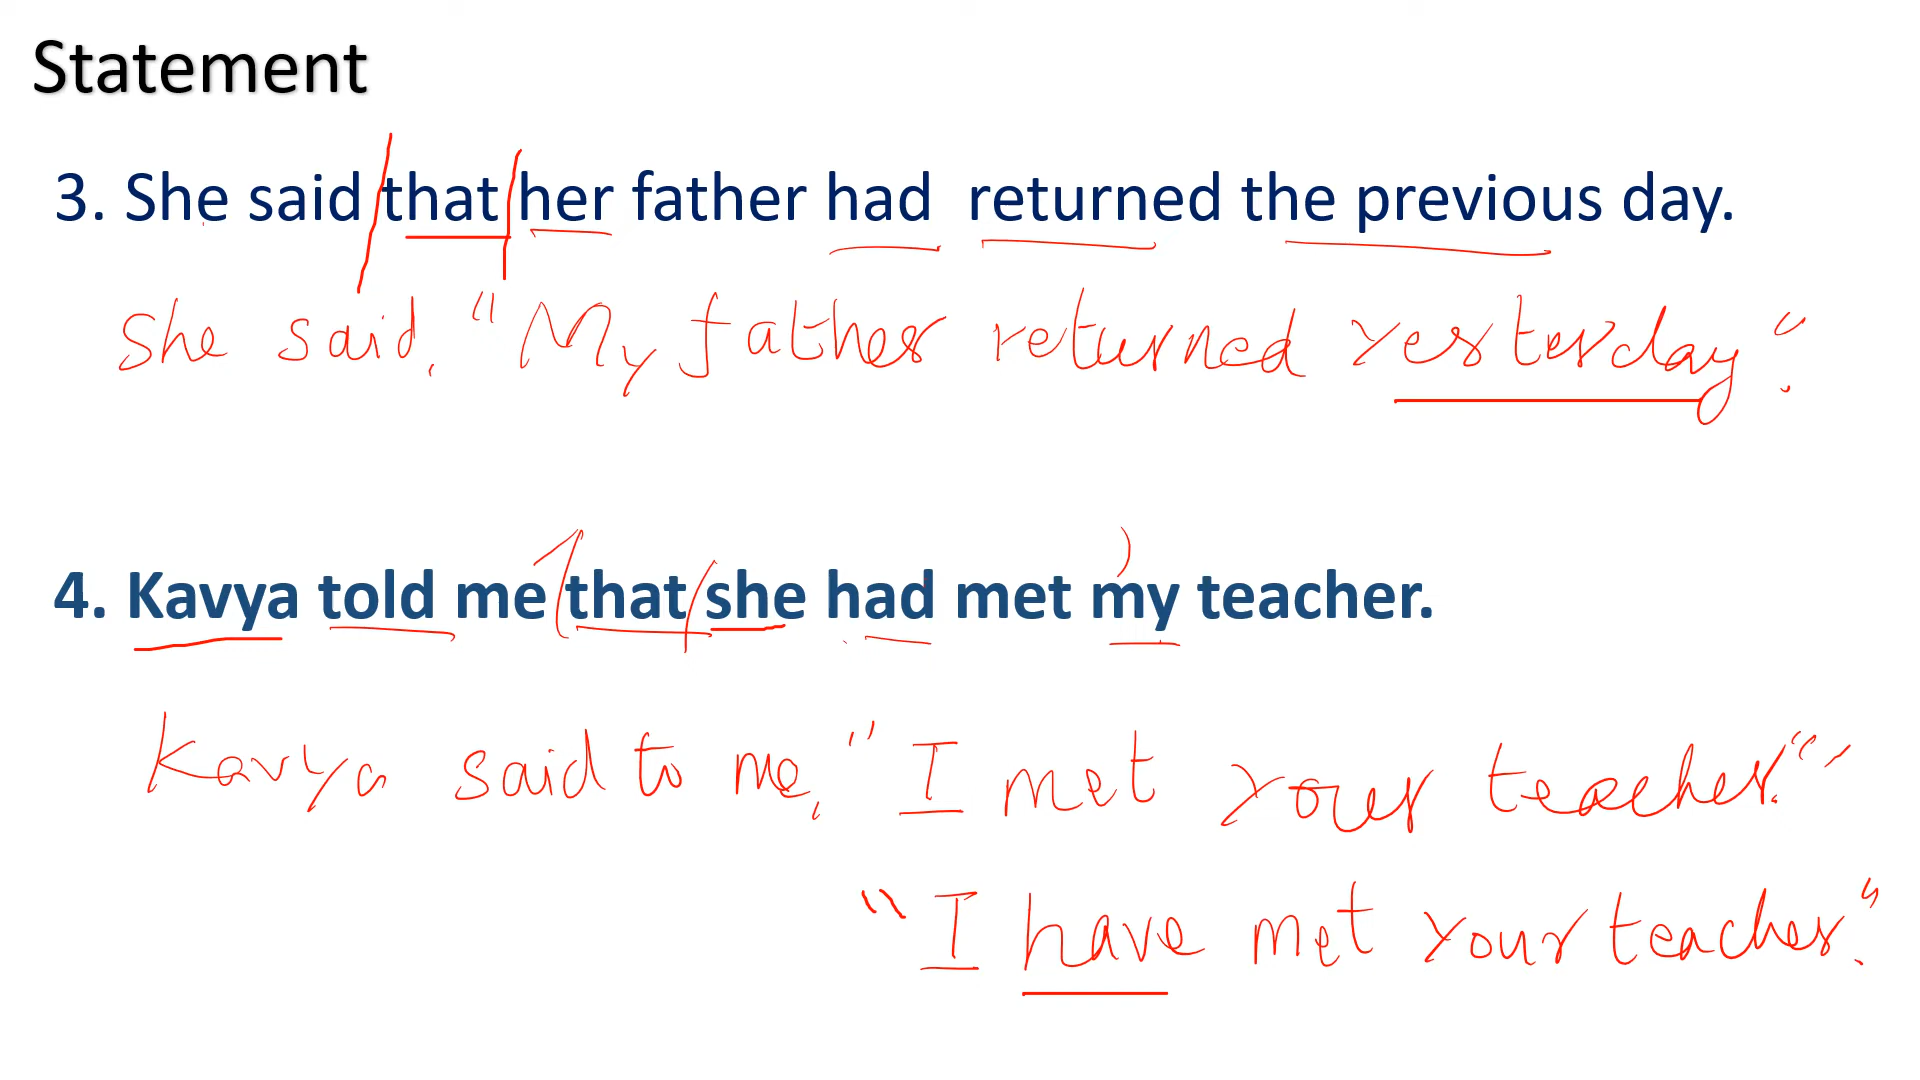 Statement
3. She said that her father had returned the previous day.
She said, "My father returned yesterday".
4. Kavya told me that she had met my teacher.
Kavya said to me, "I met your teacher."
"I have met your teacher."